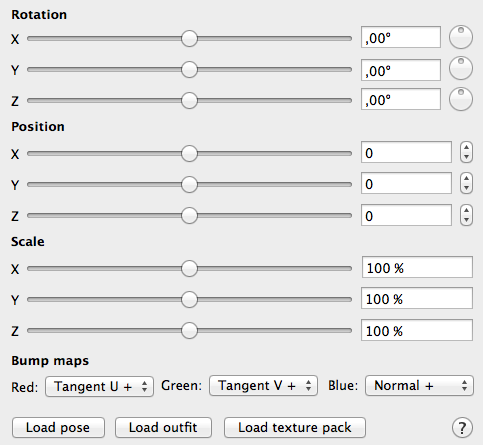 Rotation
X ,00°
Y ,00°
Z ,00°
Position
X 0
Y 0
Z 0
Scale
X 100 %
Y 100 %
Z 100 %
Bump maps
Red: Tangent U + Green: Tangent V + Blue: Normal +
Load pose Load outfit Load texture pack ?